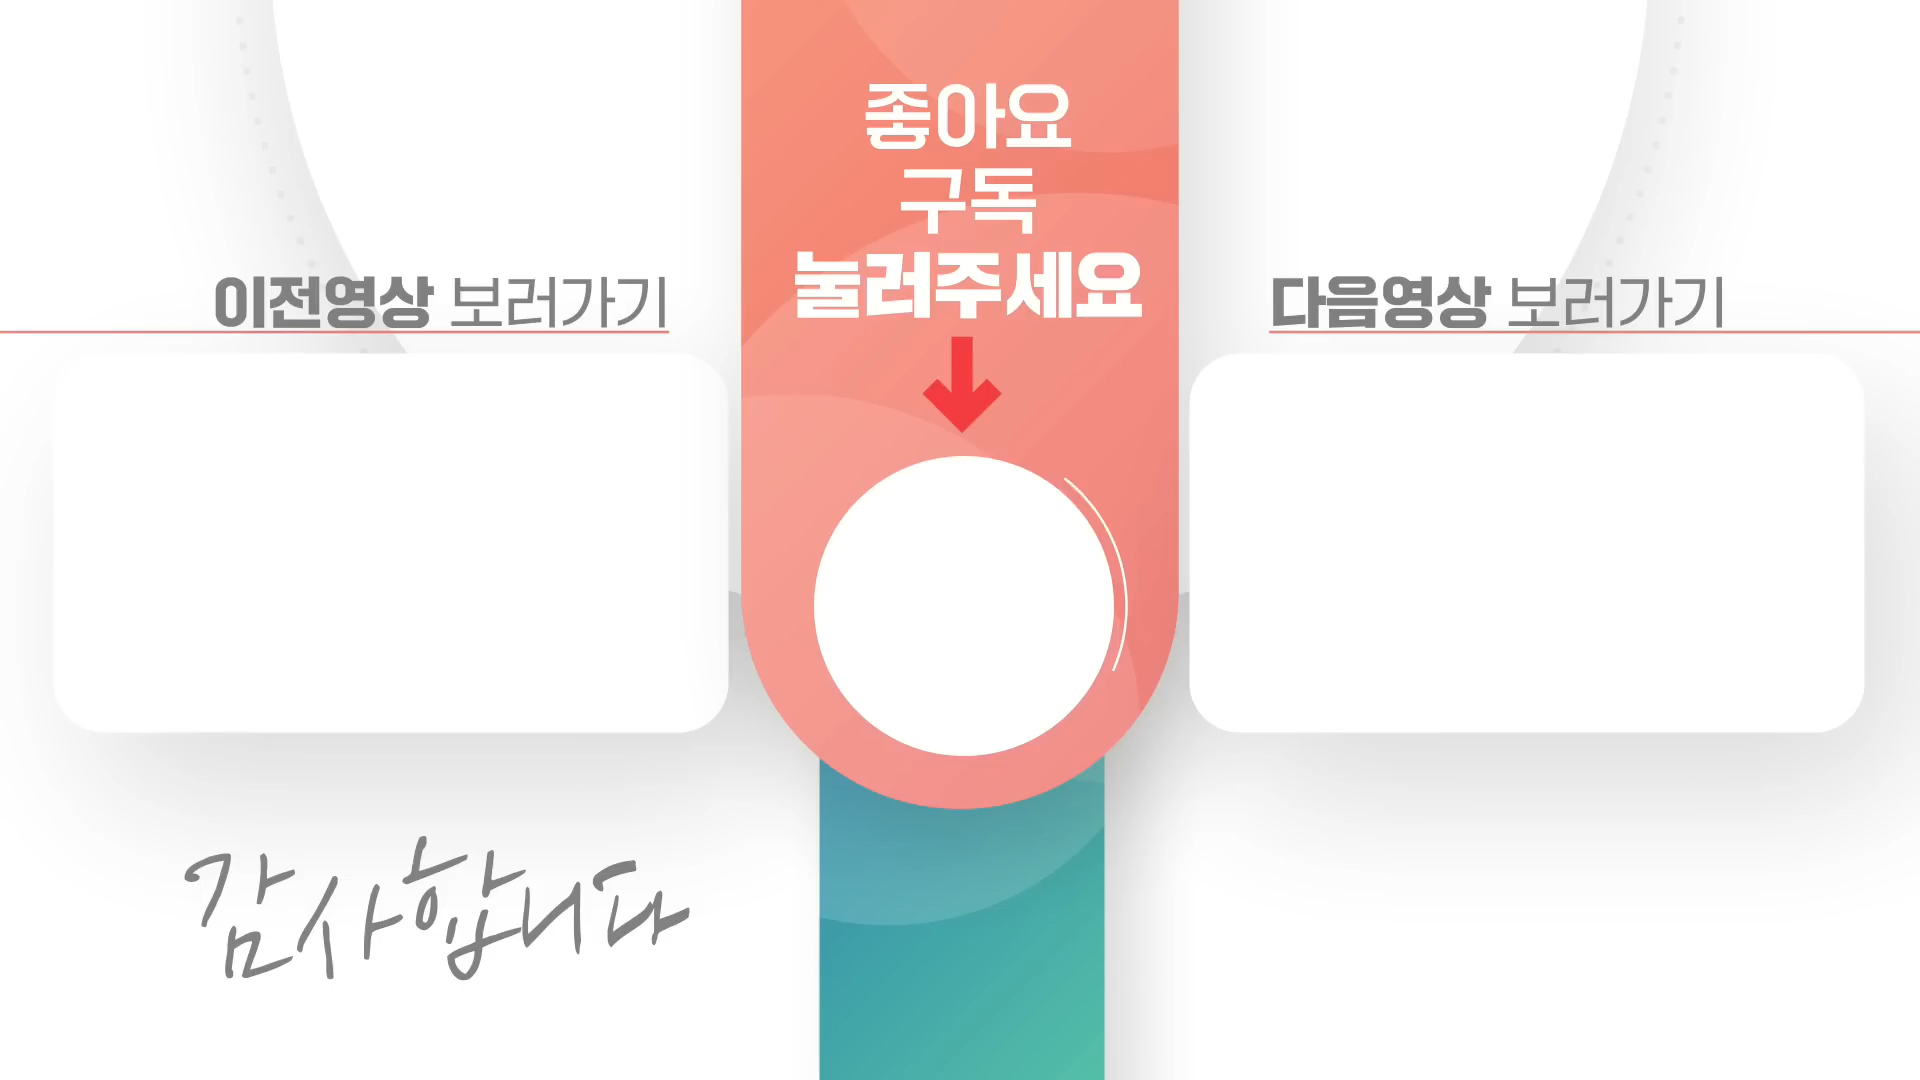 좋아요
구독
눌러주세요
이전영상 보러가기
다음영상 보러가기
감사합니다